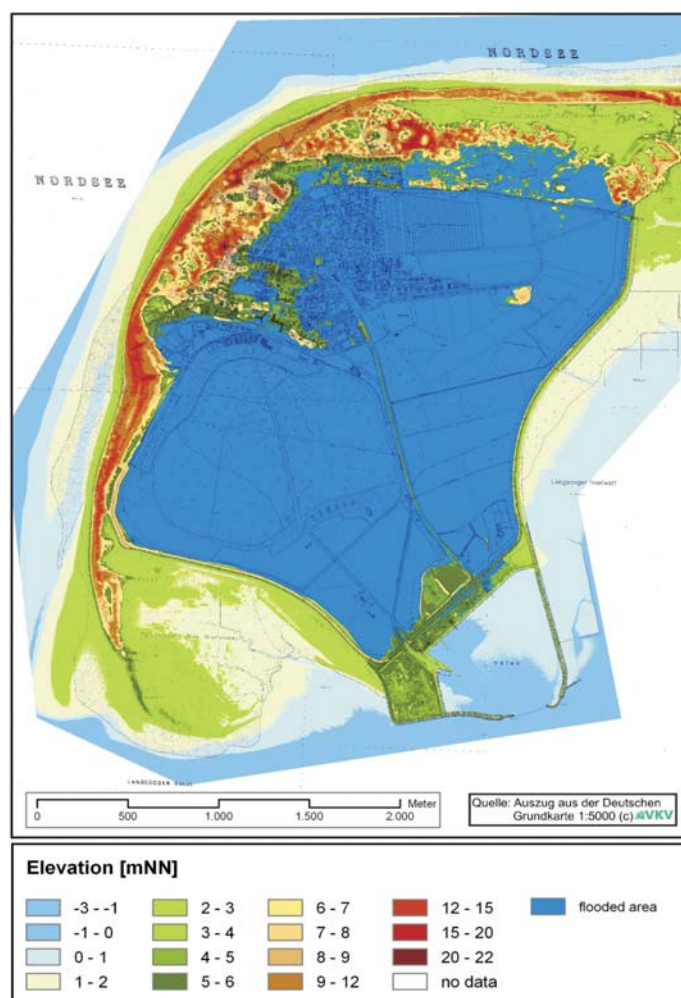 NORDSEE
NORDSEE
Langeooger Inselwatt
Hafen
0 500 1.000 1.500 2.000 Meter
Quelle: Auszug aus der Deutschen
Grundkarte 1:5000 (c) VKV
Elevation [mNN]
-3 - -1 2 - 3 6 - 7 12 - 15 flooded area
-1 - 0 3 - 4 7 - 8 15 - 20
0 - 1 4 - 5 8 - 9 20 - 22
1 - 2 5 - 6 9 - 12 no data